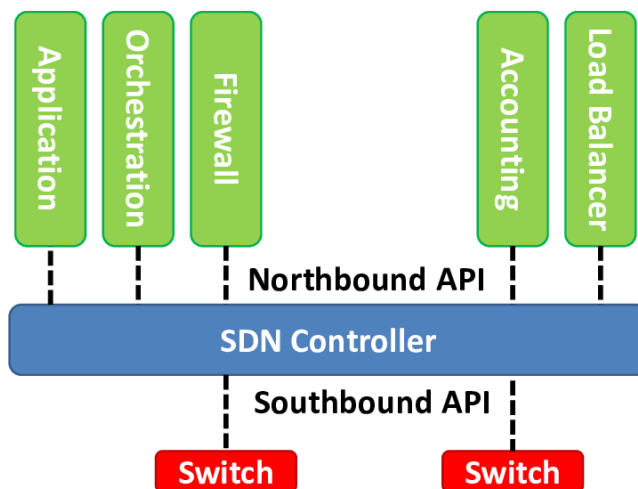 Application
Orchestration
Firewall
Accounting
Load Balancer
Northbound API
SDN Controller
Southbound API
Switch
Switch